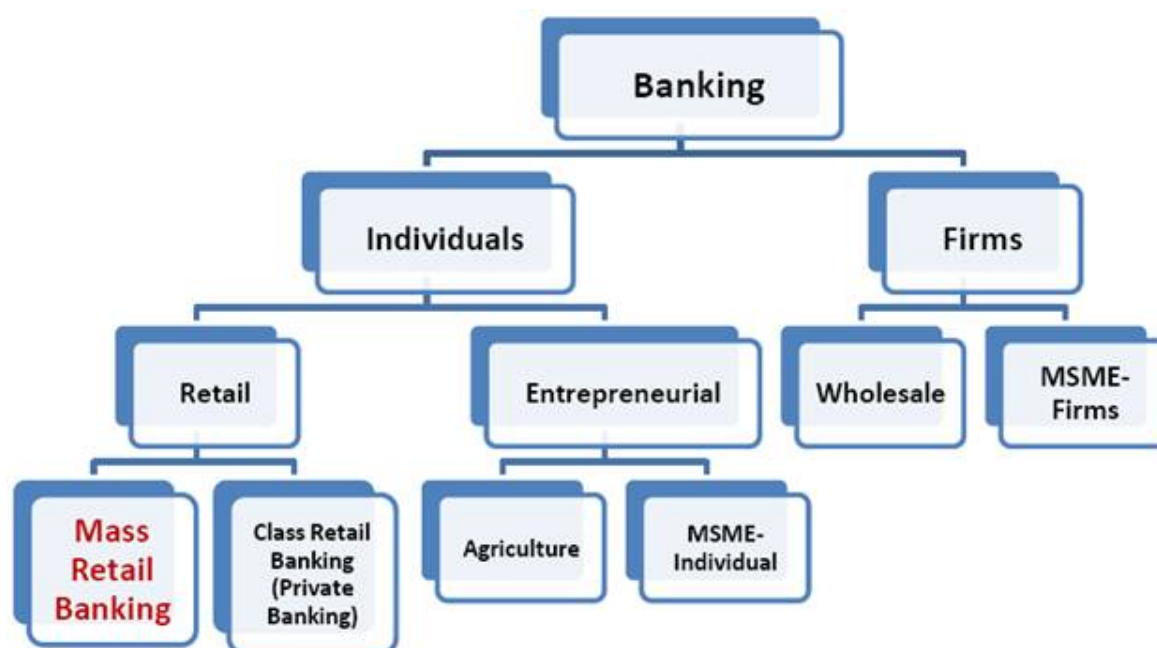 Banking
Individuals
Firms
Retail
Entrepreneurial
Wholesale
MSME-
Firms
Mass
Retail
Banking
Class Retail
Banking
(Private
Banking)
Agriculture
MSME-
Individual